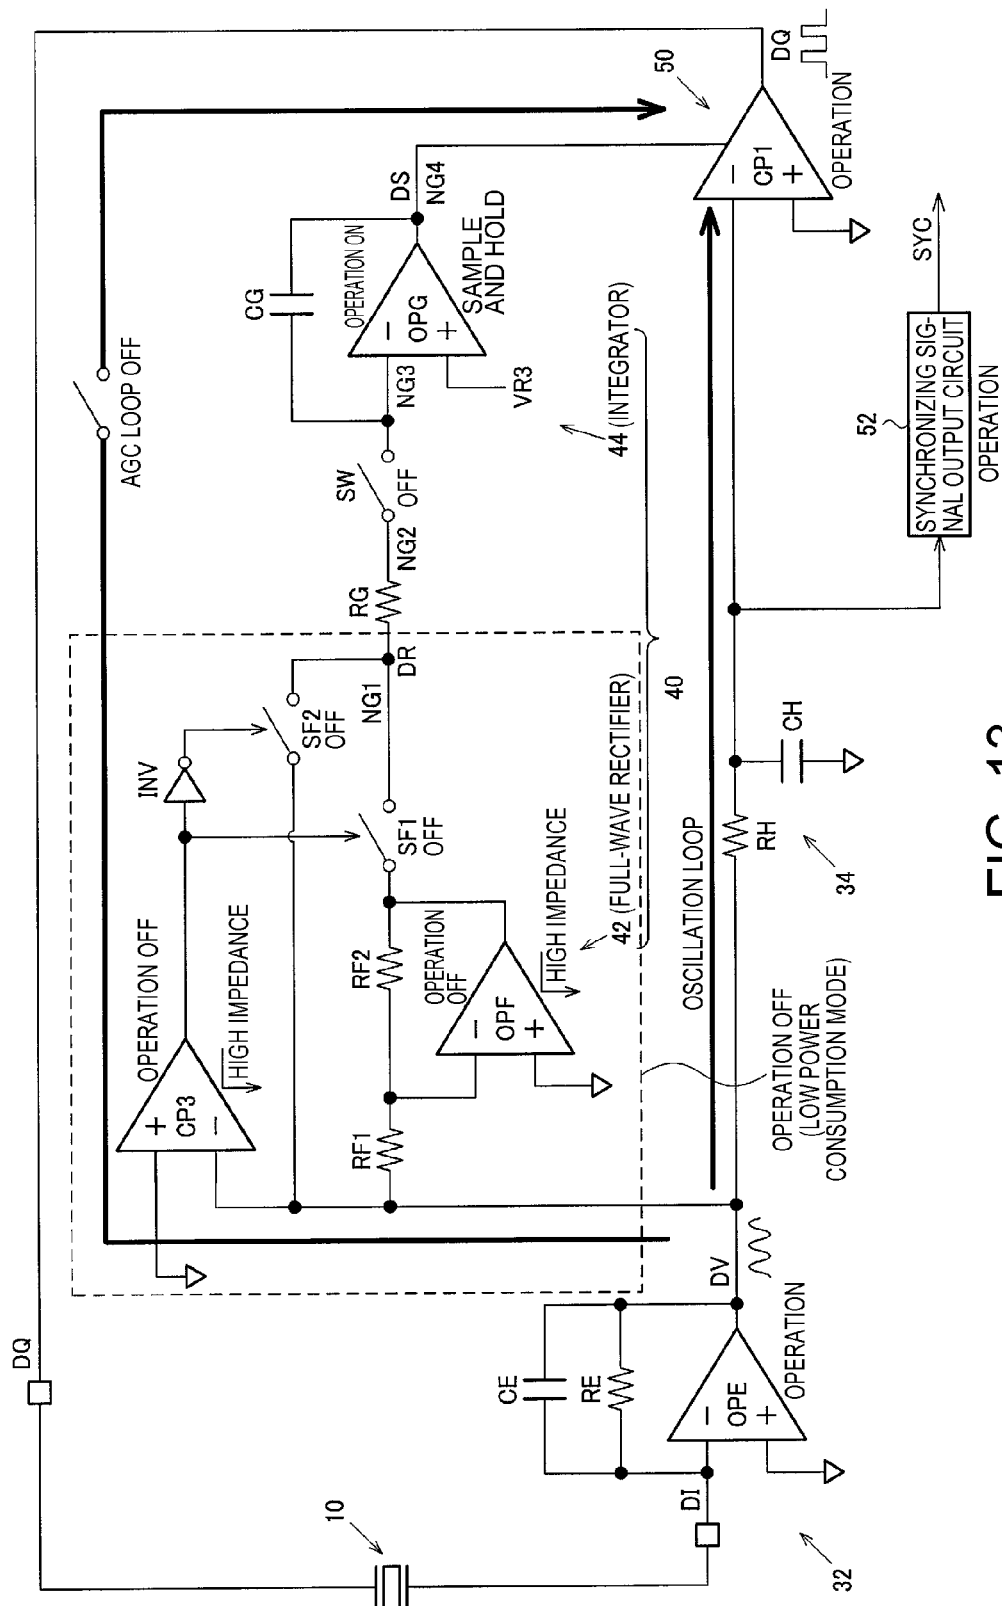 DQ
10
DI
32
CE
RE
OPE
−
+
OPERATION
DV
CP3
+
−
OPERATION OFF
HIGH IMPEDANCE
INV
RF1
RF2
OPERATION
OFF
OPF
−
+
HIGH IMPEDANCE
SF1
OFF
SF2
OFF
NG1
DR
42 (FULL-WAVE RECTIFIER)
40
44 (INTEGRATOR)
OPERATION OFF
(LOW POWER
CONSUMPTION MODE)
AGC LOOP OFF
RG
NG2
SW
OFF
CG
NG3
OPERATION ON
OPG
−
+
VR3
SAMPLE
AND HOLD
DS
NG4
OSCILLATION LOOP
RH
CH
34
52
SYNCHRONIZING SIG-
NAL OUTPUT CIRCUIT
OPERATION
SYC
50
CP1
−
+
OPERATION
DQ